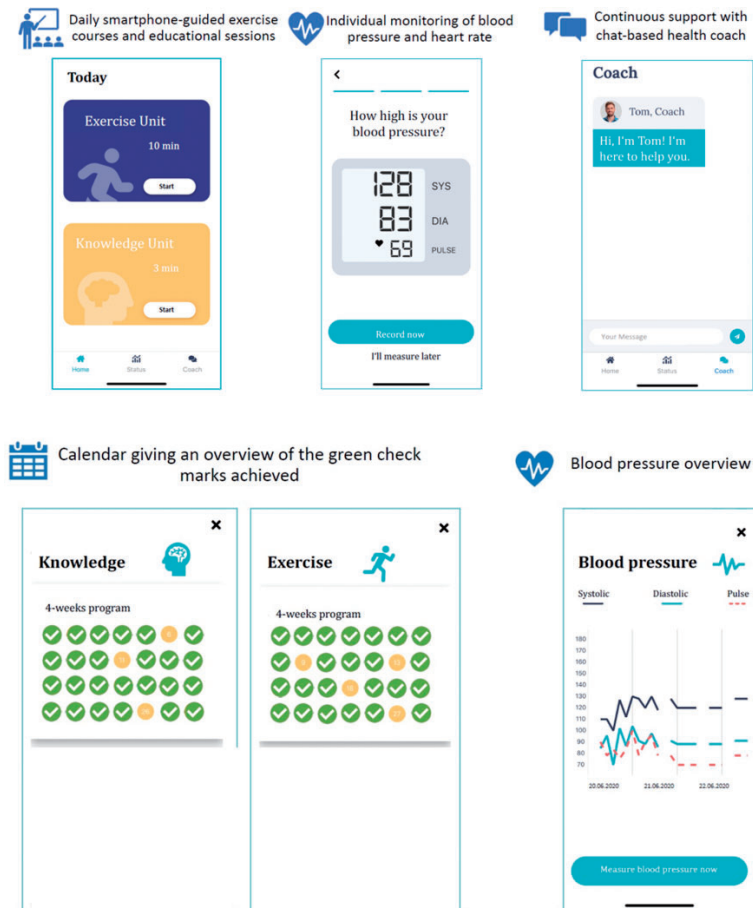 Daily smartphone-guided exercise
courses and educational sessions
Individual monitoring of blood
pressure and heart rate
Continuous support with
chat-based health coach
Today
Exercise Unit
10 min
Start
Knowledge Unit
3 min
Start
Home
Status
Coach
How high is your
blood pressure?
128 SYS
83 DIA
69 PULSE
Record now
I'll measure later
Coach
Tom, Coach
Hi, I'm Tom! I'm
here to help you.
Your Message
Home
Status
Coach
Calendar giving an overview of the green check
marks achieved
Blood pressure overview
Knowledge
4-weeks program
Exercise
4-weeks program
Blood pressure
Systolic Diastolic Pulse
180
170
160
150
140
130
120
110
100
90
80
70
20.06.2020 21.06.2020 22.06.2020
Measure blood pressure now